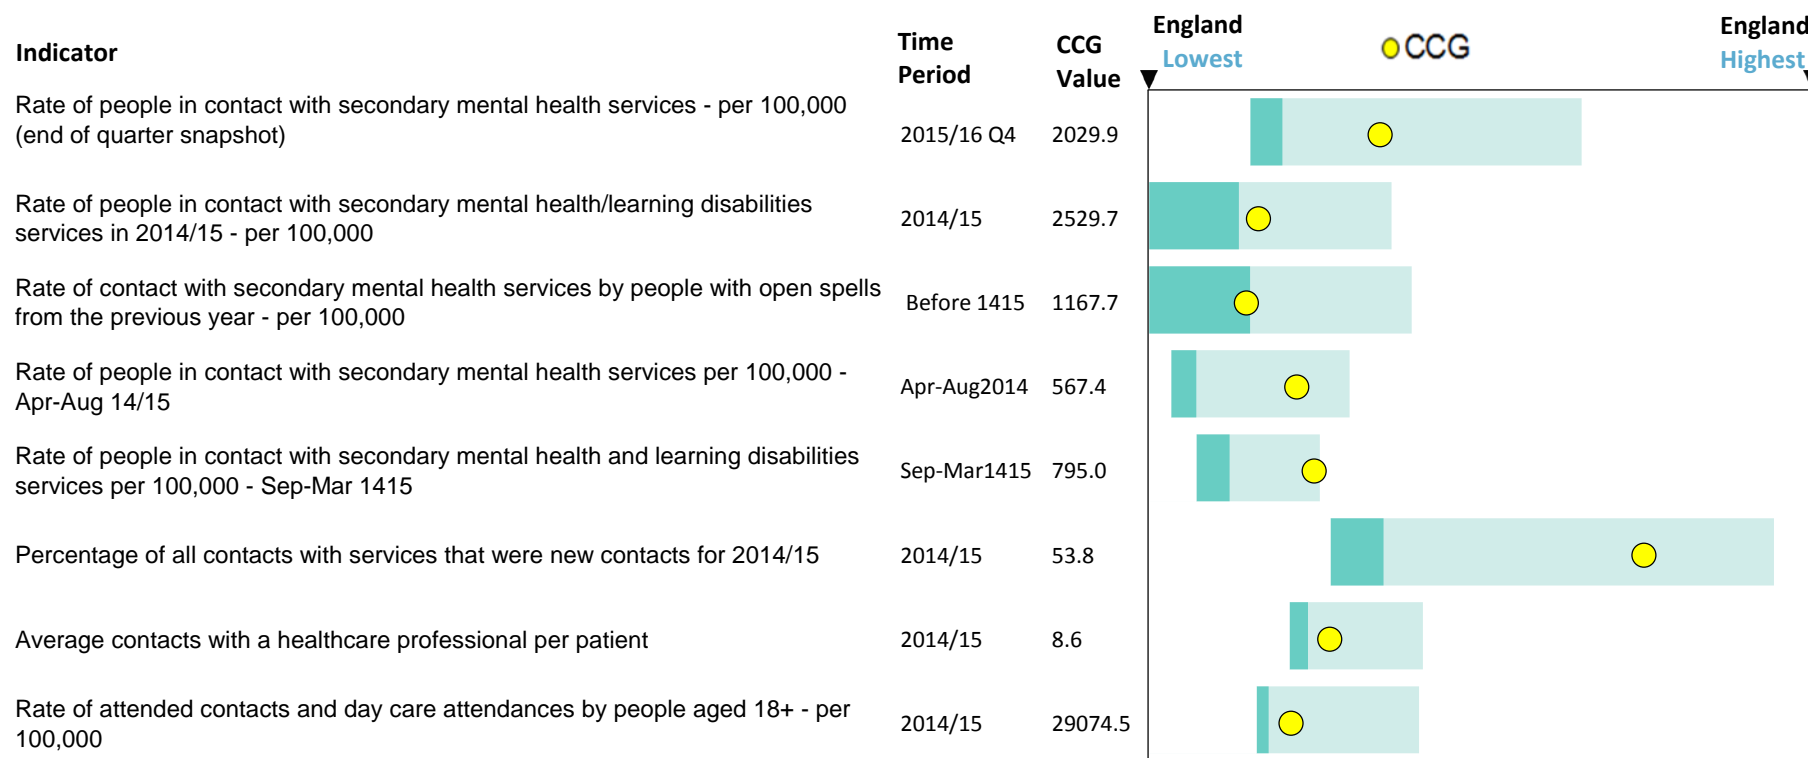 Indicator
Time
Period
CCG
Value
England
Lowest
CCG
England
Highest
Rate of people in contact with secondary mental health services - per 100,000
(end of quarter snapshot)
2015/16 Q4 2029.9
Rate of people in contact with secondary mental health/learning disabilities
services in 2014/15 - per 100,000
2014/15 2529.7
Rate of contact with secondary mental health services by people with open spells
from the previous year - per 100,000
Before 1415 1167.7
Rate of people in contact with secondary mental health services per 100,000 -
Apr-Aug 14/15
Apr-Aug2014 567.4
Rate of people in contact with secondary mental health and learning disabilities
services per 100,000 - Sep-Mar 1415
Sep-Mar1415 795.0
Percentage of all contacts with services that were new contacts for 2014/15 2014/15 53.8
Average contacts with a healthcare professional per patient 2014/15 8.6
Rate of attended contacts and day care attendances by people aged 18+ - per
100,000
2014/15 29074.5